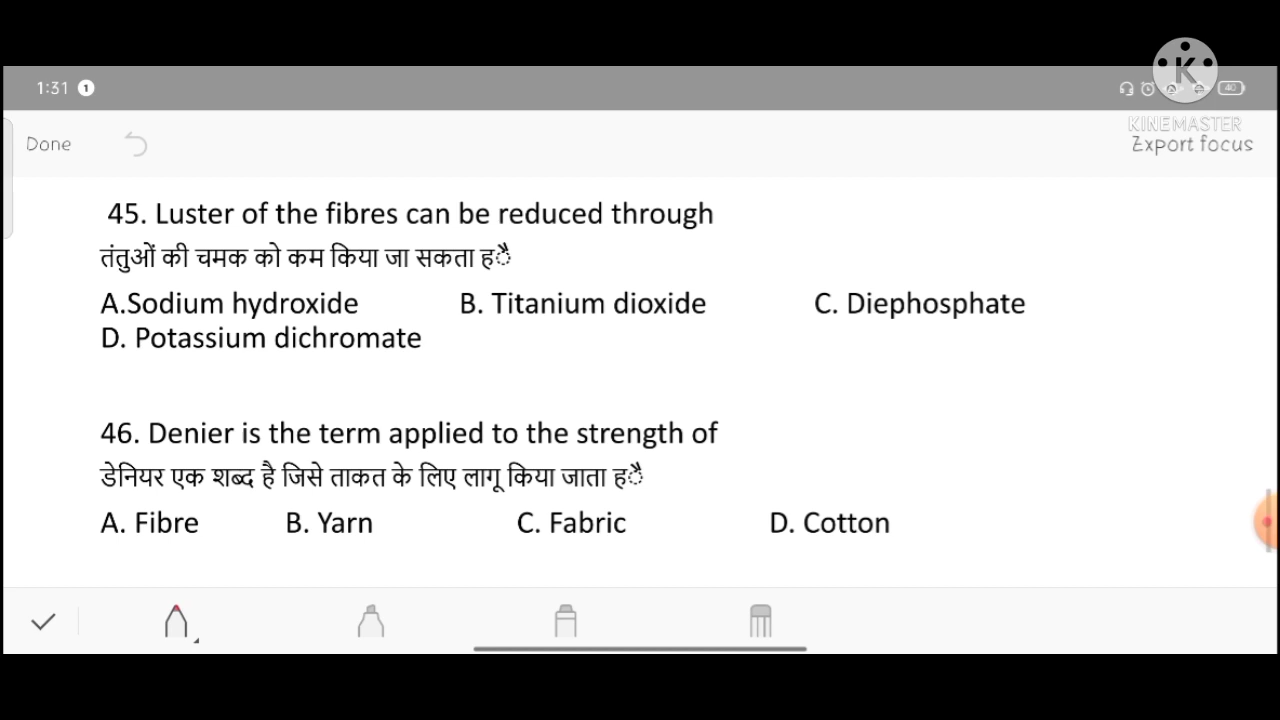 1:31 1
40
K
KINEMASTER
Done
Export focus
45. Luster of the fibres can be reduced through
तंतुओं की चमक को कम किया जा सकता हॆै
A.Sodium hydroxide B. Titanium dioxide C. Diephosphate
D. Potassium dichromate
46. Denier is the term applied to the strength of
डेनियर एक शब्द है जिसे ताकत के लिए लागू किया जाता हॆै
A. Fibre B. Yarn C. Fabric D. Cotton